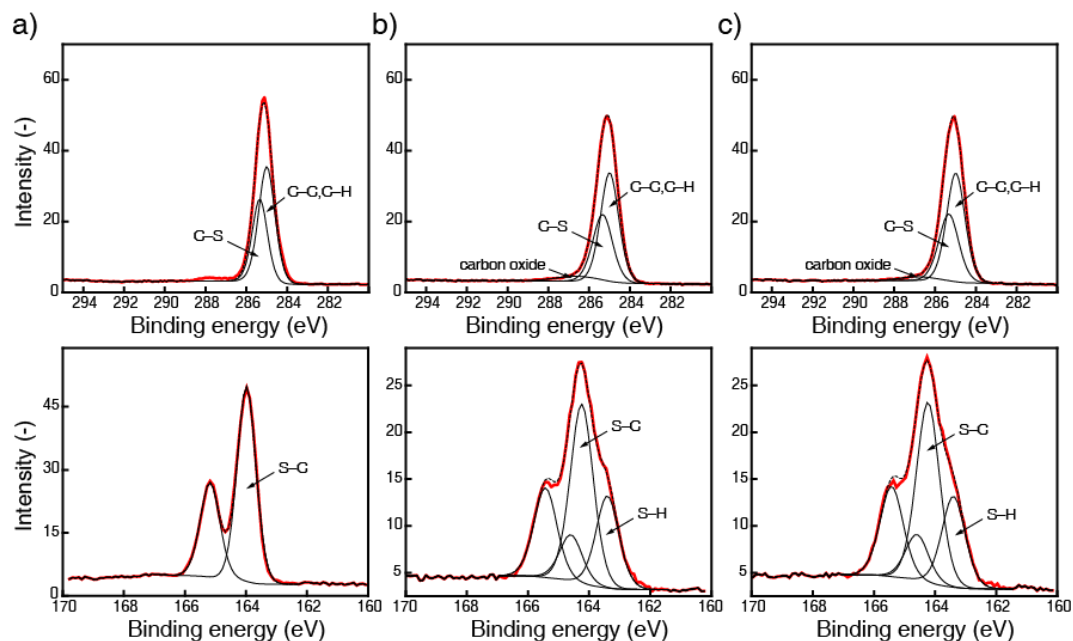 a)
b)
c)
Intensity (-)
60
40
20
0
C–C,C–H
C–S
294 292 290 288 286 284 282
Binding energy (eV)
60
40
20
0
C–C,C–H
C–S
carbon oxide
294 292 290 288 286 284 282
Binding energy (eV)
60
40
20
0
C–C,C–H
C–S
carbon oxide
294 292 290 288 286 284 282
Binding energy (eV)
Intensity (-)
45
30
15
0
S–C
170 168 166 164 162 160
Binding energy (eV)
25
20
15
10
5
S–C
S–H
170 168 166 164 162 160
Binding energy (eV)
25
20
15
10
5
S–C
S–H
170 168 166 164 162 160
Binding energy (eV)